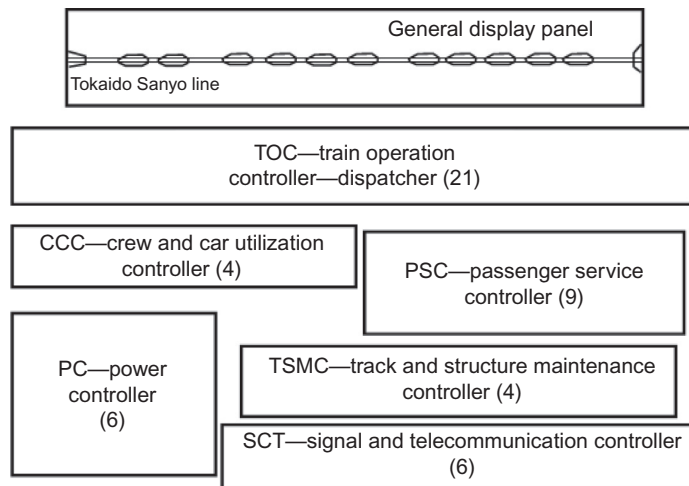 General display panel
Tokaido Sanyo line
TOC—train operation
controller—dispatcher (21)
CCC—crew and car utilization
controller (4)
PSC—passenger service
controller (9)
PC—power
controller
(6)
TSMC—track and structure maintenance
controller (4)
SCT—signal and telecommunication controller
(6)